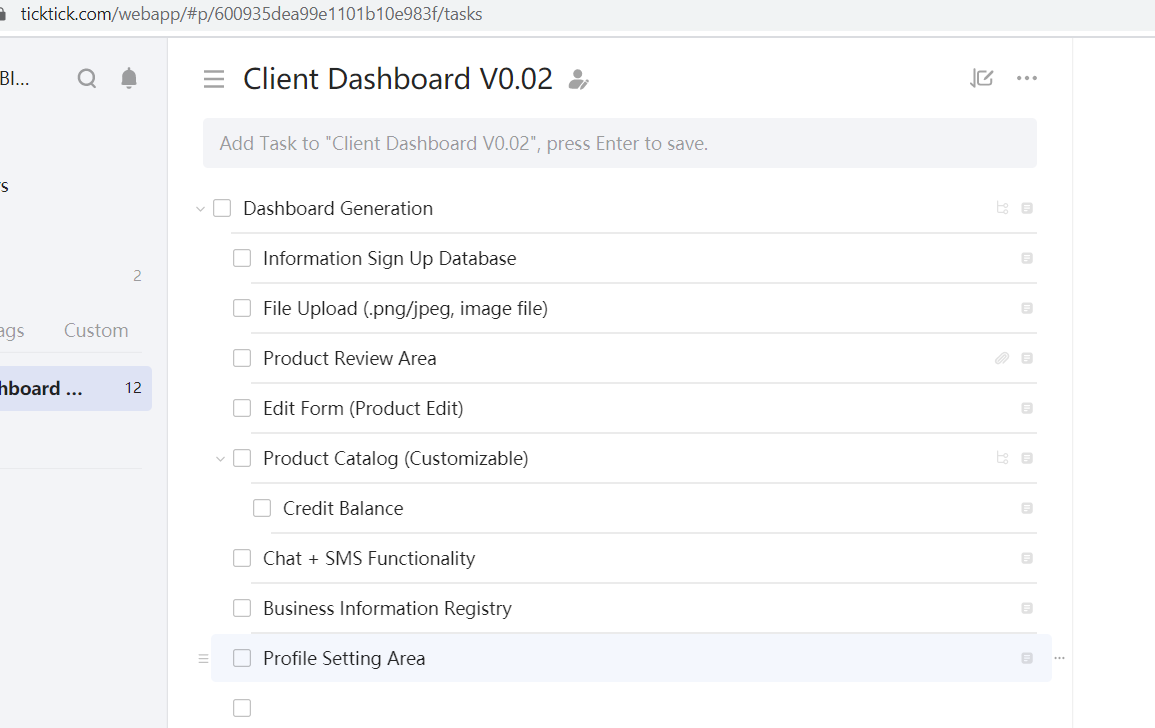 ticktick.com/webapp/#p/600935dea99e1101b10e983f/tasks
Bl...
Client Dashboard V0.02
Add Task to "Client Dashboard V0.02", press Enter to save.
Dashboard Generation
Information Sign Up Database
2
File Upload (.png/jpeg, image file)
ags Custom
Product Review Area
hboard ... 12
Edit Form (Product Edit)
Product Catalog (Customizable)
Credit Balance
Chat + SMS Functionality
Business Information Registry
Profile Setting Area